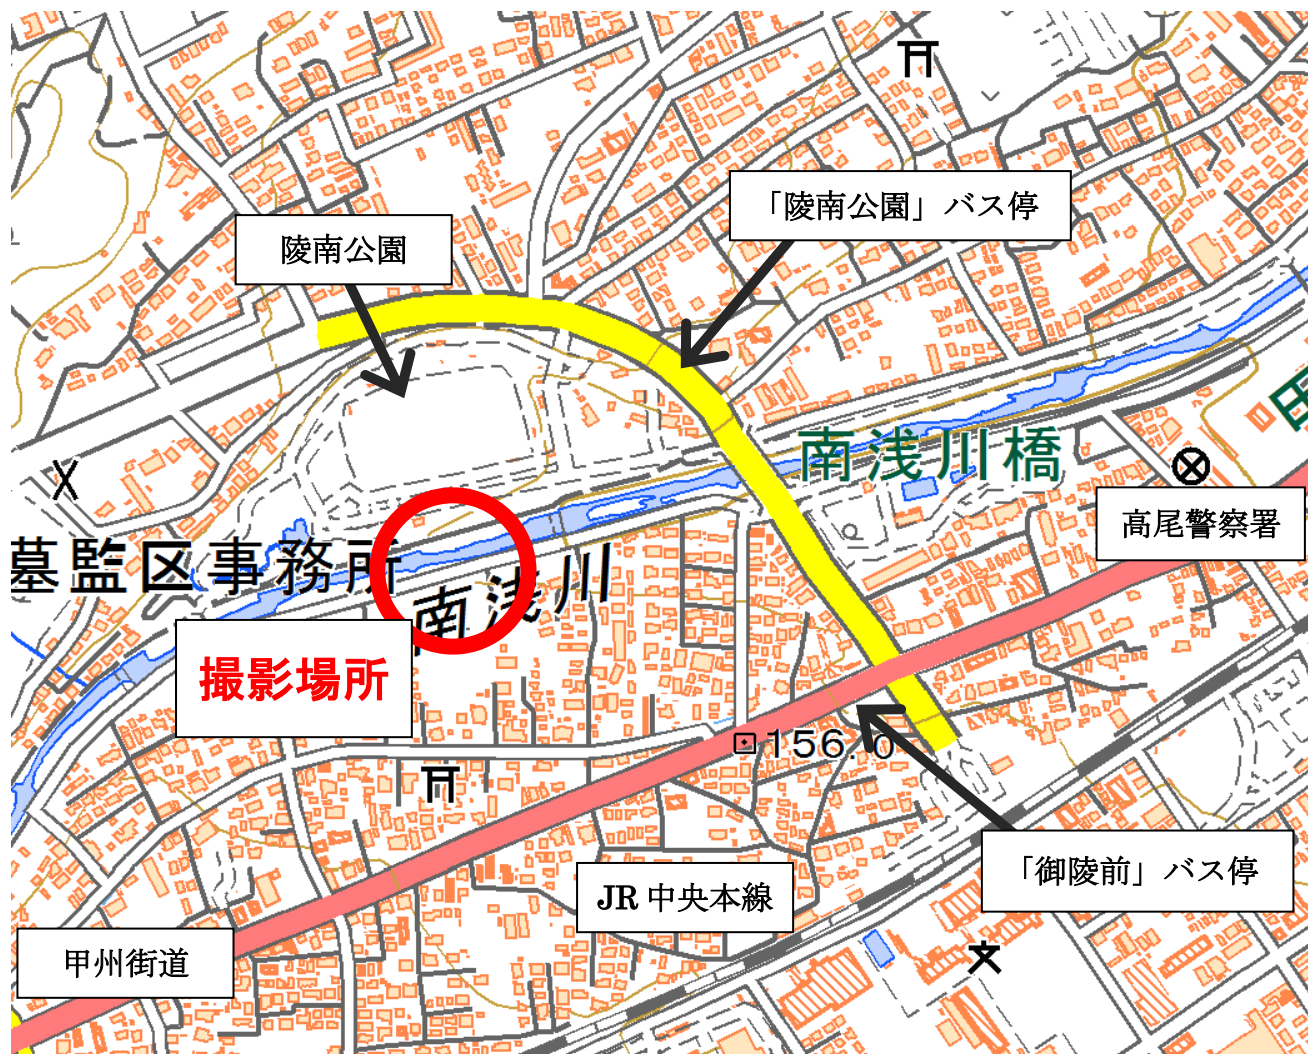 「陵南公園」バス停
陵南公園
南浅川橋
高尾警察署
墓監区事務所
南浅川
撮影場所
156.0
「御陵前」バス停
JR中央本線
甲州街道